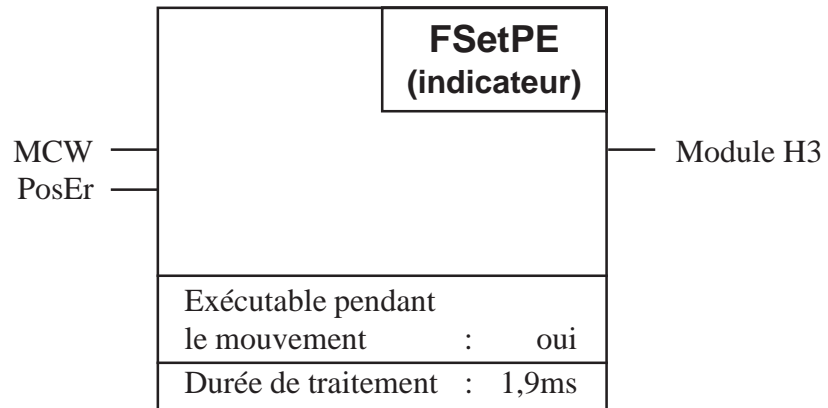 FSetPE
(indicateur)
MCW
PosEr
Module H3
Exécutable pendant
le mouvement : oui
Durée de traitement : 1,9ms